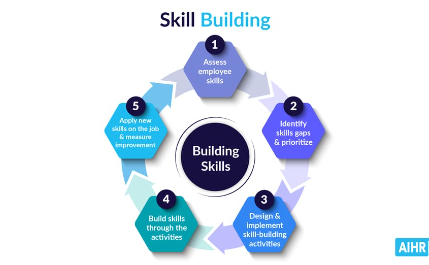 Skill Building
1
Assess
employee
skills
2
Identify
skills gaps
& prioritize
3
Design &
implement
skill-building
activities
4
Build skills
through the
activities
5
Apply new
skills on the job
& measure
improvement
Building
Skills
AIHR